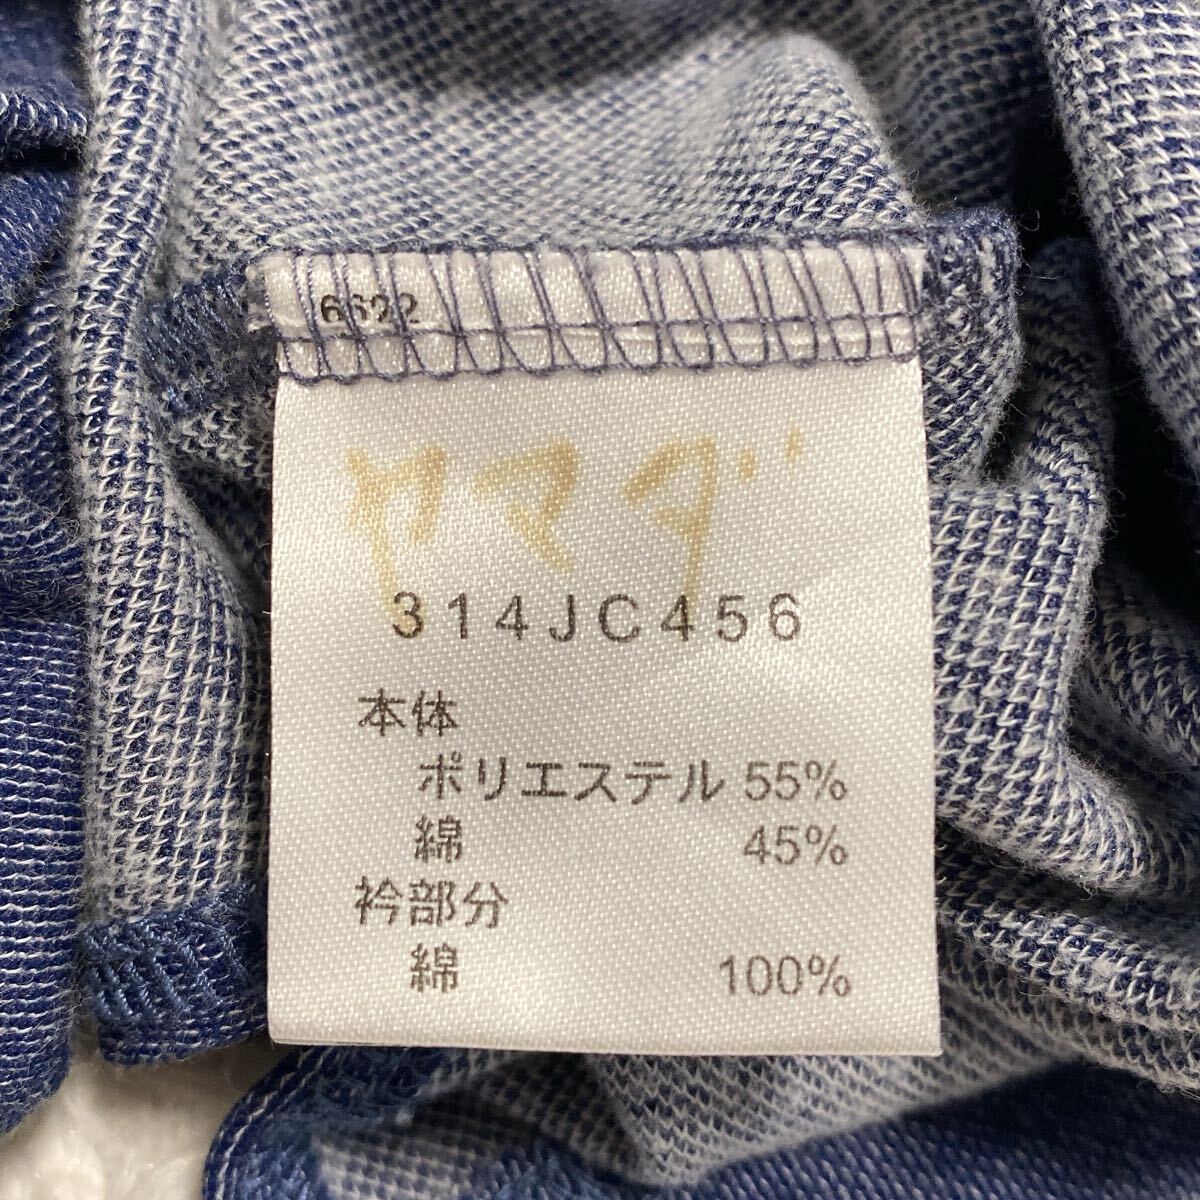 6622
ヤマダ
314JC456
本体
ポリエステル 55%
綿 45%
衿部分
綿 100%